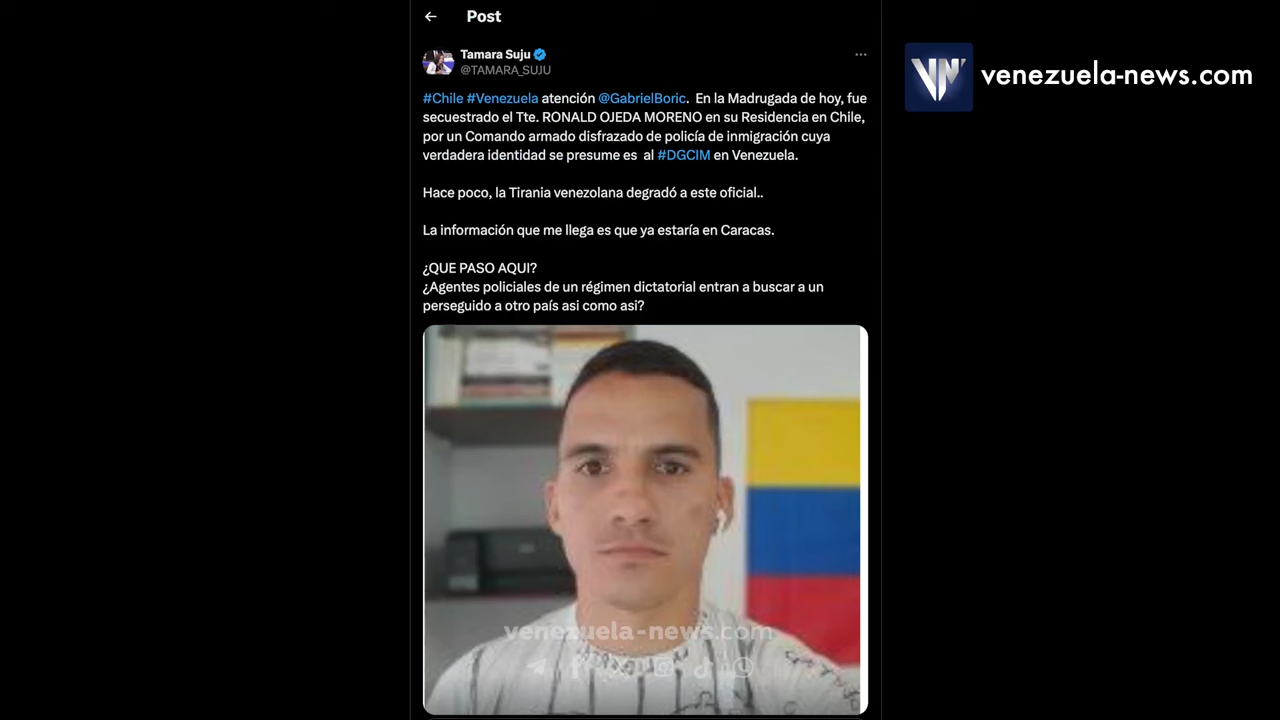 Post
Tamara Suju
@TAMARA_SUJU
#Chile #Venezuela atención @GabrielBoric.  En la Madrugada de hoy, fue
secuestrado el Tte. RONALD OJEDA MORENO en su Residencia en Chile,
por un Comando armado disfrazado de policía de inmigración cuya
verdadera identidad se presume es  al #DGCIM en Venezuela.
Hace poco, la Tirania venezolana degradó a este oficial..
La información que me llega es que ya estaría en Caracas.
¿QUE PASO AQUI?
¿Agentes policiales de un régimen dictatorial entran a buscar a un
perseguido a otro país asi como asi?
venezuela-news.com
VN
venezuela-news.com